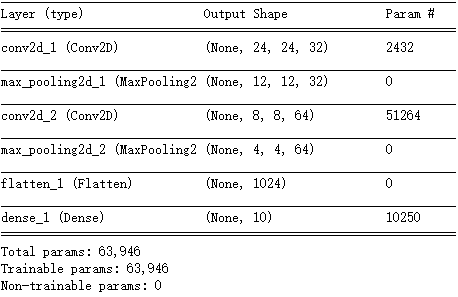 Layer (type) Output Shape Param #
conv2d_1 (Conv2D) (None, 24, 24, 32) 2432
max_pooling2d_1 (MaxPooling2 (None, 12, 12, 32) 0
conv2d_2 (Conv2D) (None, 8, 8, 64) 51264
max_pooling2d_2 (MaxPooling2 (None, 4, 4, 64) 0
flatten_1 (Flatten) (None, 1024) 0
dense_1 (Dense) (None, 10) 10250
Total params: 63,946
Trainable params: 63,946
Non-trainable params: 0